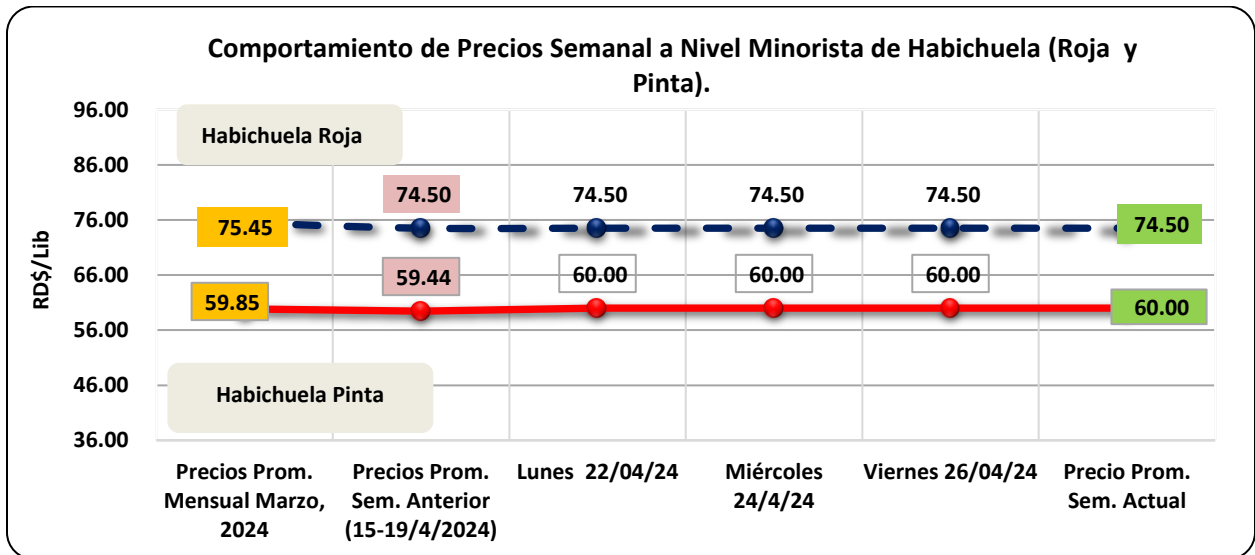 Comportamiento de Precios Semanal a Nivel Minorista de Habichuela (Roja y
Pinta).
RD$/Lib
96.00
86.00
76.00
66.00
56.00
46.00
36.00
Habichuela Roja
75.45
74.50
74.50
74.50
74.50
74.50
59.85
59.44
60.00
60.00
60.00
60.00
Habichuela Pinta
Precios Prom.
Mensual Marzo,
2024
Precios Prom.
Sem. Anterior
(15-19/4/2024)
Lunes 22/04/24
Miércoles
24/4/24
Viernes 26/04/24
Precio Prom.
Sem. Actual